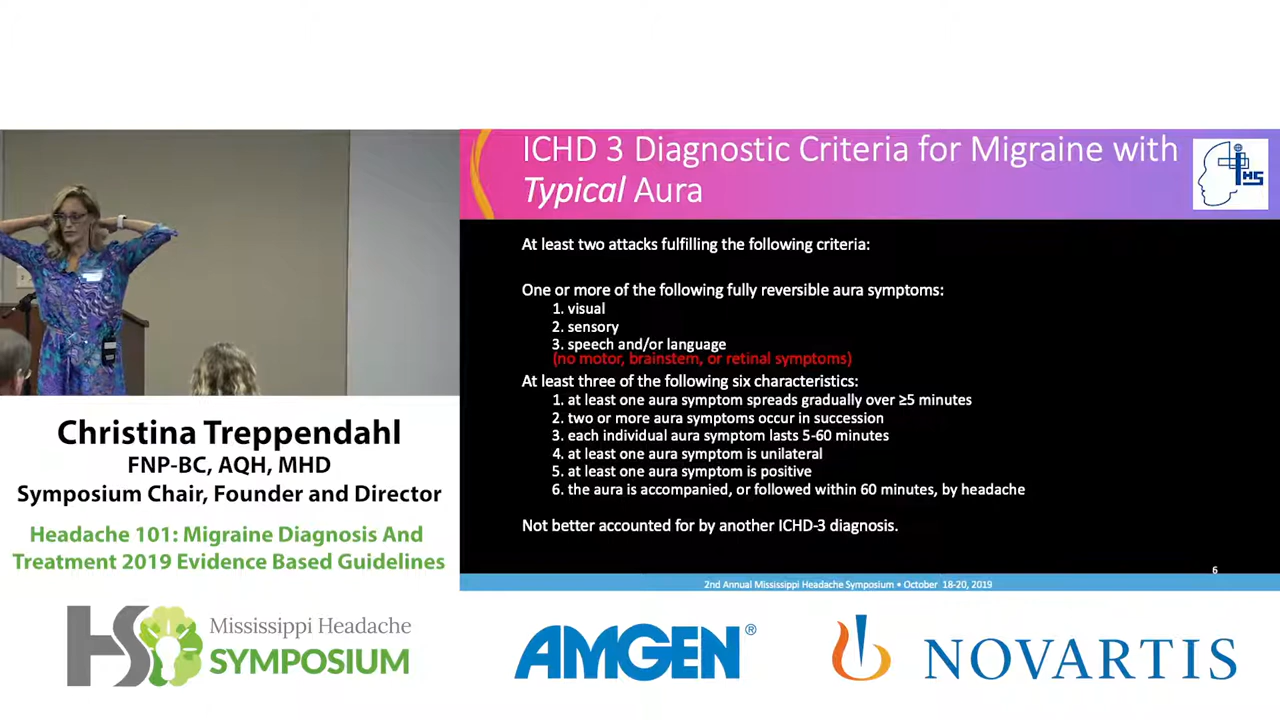 ICHD 3 Diagnostic Criteria for Migraine with
Typical Aura
IHS
At least two attacks fulfilling the following criteria:
One or more of the following fully reversible aura symptoms:
1. visual
2. sensory
3. speech and/or language
(no motor, brainstem, or retinal symptoms)
At least three of the following six characteristics:
1. at least one aura symptom spreads gradually over ≥5 minutes
2. two or more aura symptoms occur in succession
3. each individual aura symptom lasts 5-60 minutes
4. at least one aura symptom is unilateral
5. at least one aura symptom is positive
6. the aura is accompanied, or followed within 60 minutes, by headache
Not better accounted for by another ICHD-3 diagnosis.
6
2nd Annual Mississippi Headache Symposium • October 18-20, 2019
Christina Treppendahl
FNP-BC, AQH, MHD
Symposium Chair, Founder and Director
Headache 101: Migraine Diagnosis And
Treatment 2019 Evidence Based Guidelines
HS
Mississippi Headache
SYMPOSIUM
AMGEN®
NOVARTIS